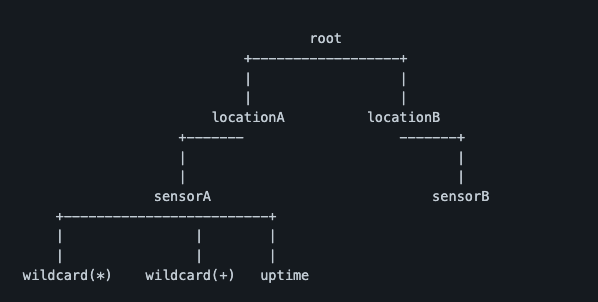 root
locationA locationB
sensorA sensorB
wildcard(*) wildcard(+) uptime